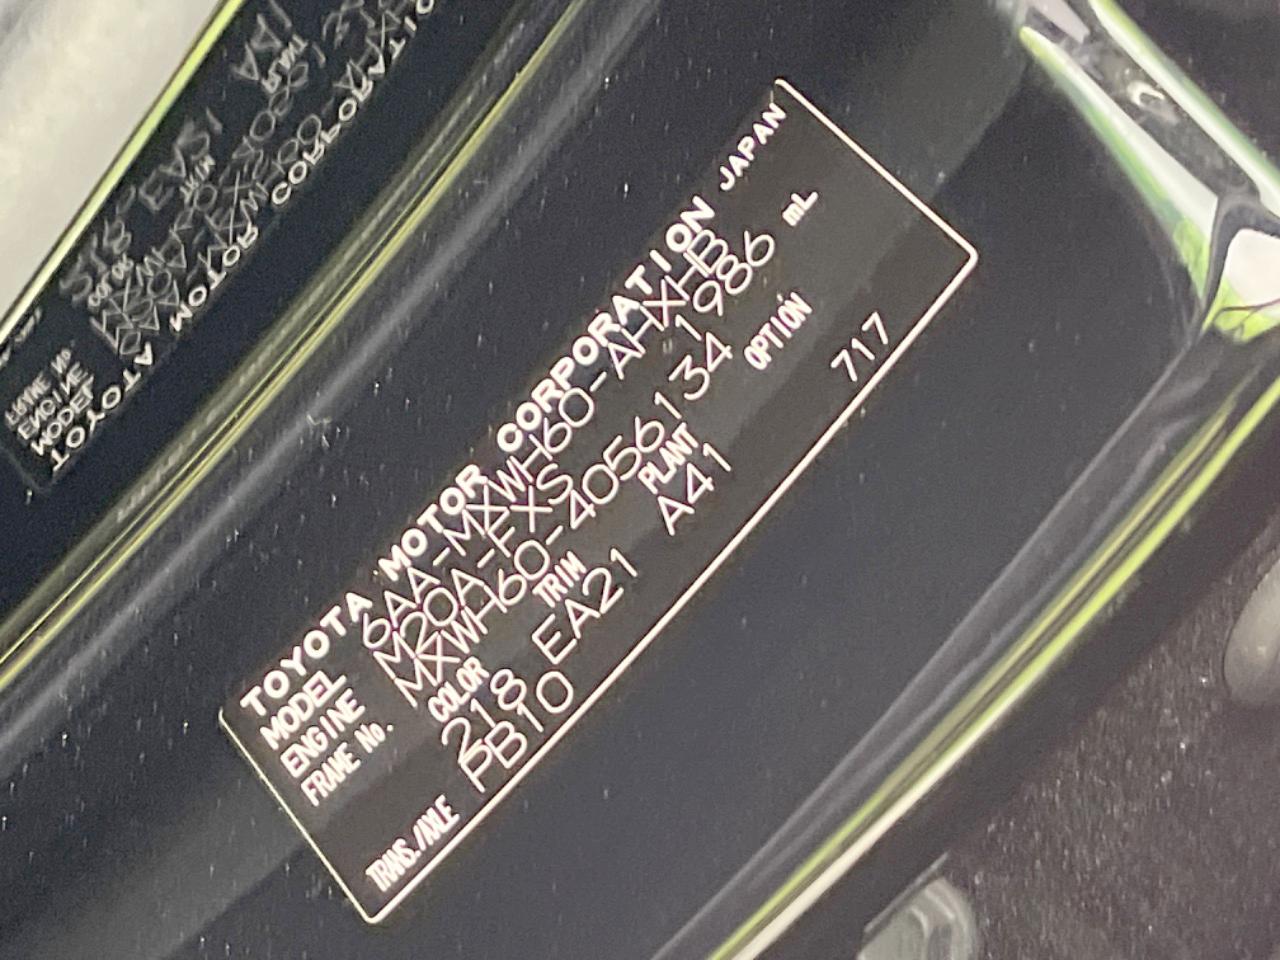 TOYOTA MOTOR CORPORATION JAPAN
MODEL 6AA-MXWH60-AHXHB
ENGINE M20A-FXS 1986 mL
FRAME No. MXWH60-4056134
COLOR TRIM PLANT OPTION
218 EA21 A41 717
TRANS./AXLE PB10